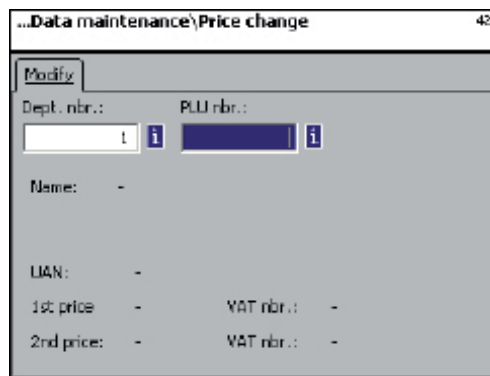 ...Data maintenance\Price change 42
Modify
Dept. nbr.: PLU nbr.:
1 i i
Name: -
UAN: -
1st price - VAT nbr.: -
2nd price: - VAT nbr.: -